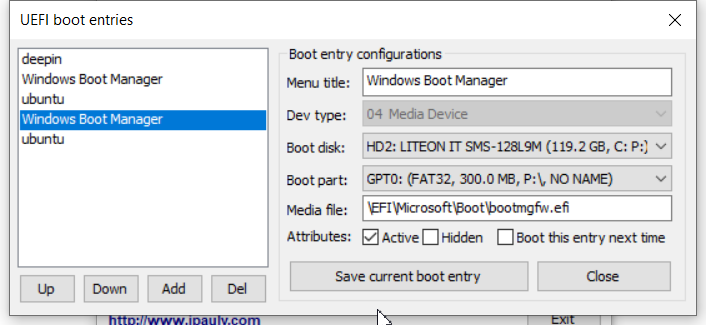 UEFI boot entries
deepin
Windows Boot Manager
ubuntu
Windows Boot Manager
ubuntu
Up
Down
Add
Del
Boot entry configurations
Menu title: Windows Boot Manager
Dev type: 04 Media Device
Boot disk: HD2: LITEON IT SMS-128L9M (119.2 GB, C: P:)
Boot part: GPT0: (FAT32, 300.0 MB, P:\, NO NAME)
Media file: \EFI\Microsoft\Boot\bootmgfw.efi
Attributes: Active Hidden Boot this entry next time
Save current boot entry
Close
http://www.ipauly.com
Exit